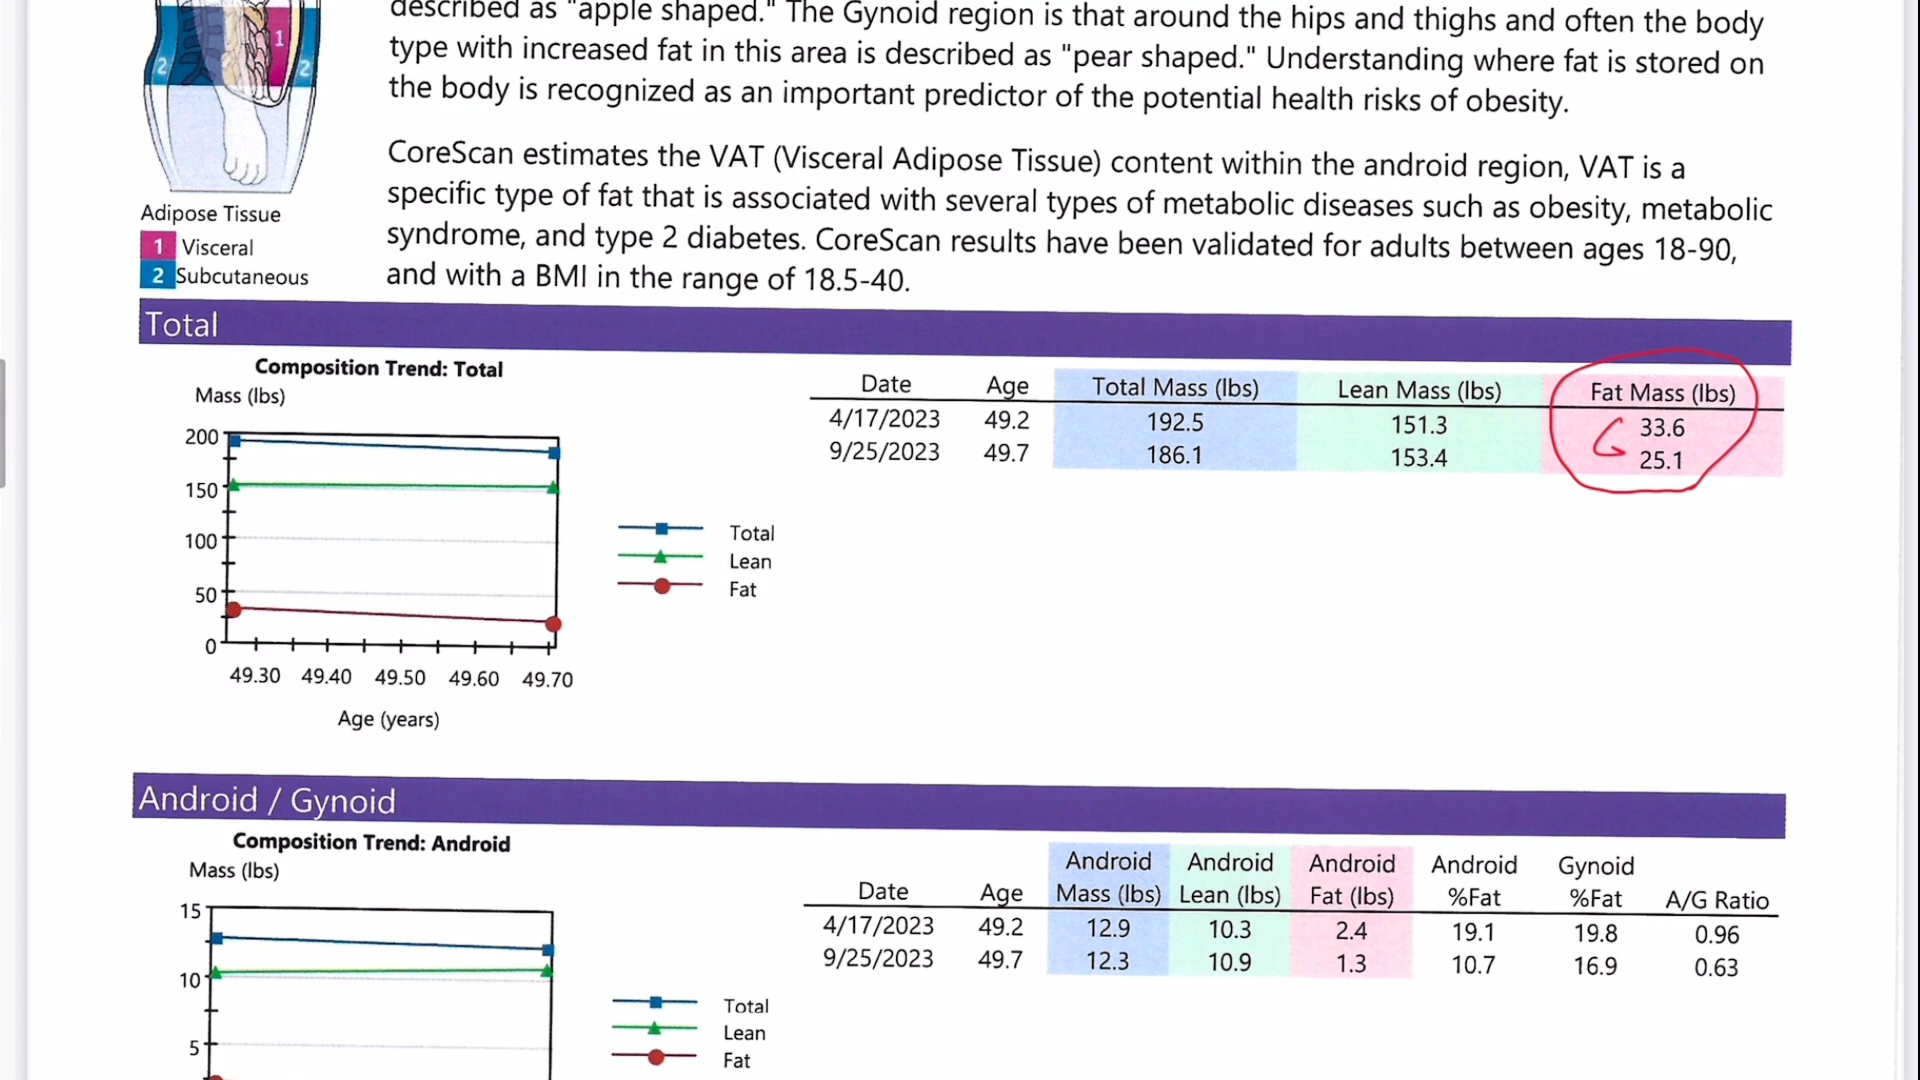 described as "apple shaped." The Gynoid region is that around the hips and thighs and often the body
type with increased fat in this area is described as "pear shaped." Understanding where fat is stored on
the body is recognized as an important predictor of the potential health risks of obesity.
CoreScan estimates the VAT (Visceral Adipose Tissue) content within the android region, VAT is a
specific type of fat that is associated with several types of metabolic diseases such as obesity, metabolic
syndrome, and type 2 diabetes. CoreScan results have been validated for adults between ages 18-90,
and with a BMI in the range of 18.5-40.
1
2
2
Adipose Tissue
1 Visceral
2 Subcutaneous
Total
Composition Trend: Total
Mass (lbs)
200
150
100
50
0
49.30 49.40 49.50 49.60 49.70
Age (years)
Total
Lean
Fat
Date Age Total Mass (lbs) Lean Mass (lbs) Fat Mass (lbs)
4/17/2023 49.2 192.5 151.3 33.6
9/25/2023 49.7 186.1 153.4 25.1
Android / Gynoid
Composition Trend: Android
Mass (lbs)
15
10
5
Total
Lean
Fat
Android Android Android Android Gynoid
Date Age Mass (lbs) Lean (lbs) Fat (lbs) %Fat %Fat A/G Ratio
4/17/2023 49.2 12.9 10.3 2.4 19.1 19.8 0.96
9/25/2023 49.7 12.3 10.9 1.3 10.7 16.9 0.63